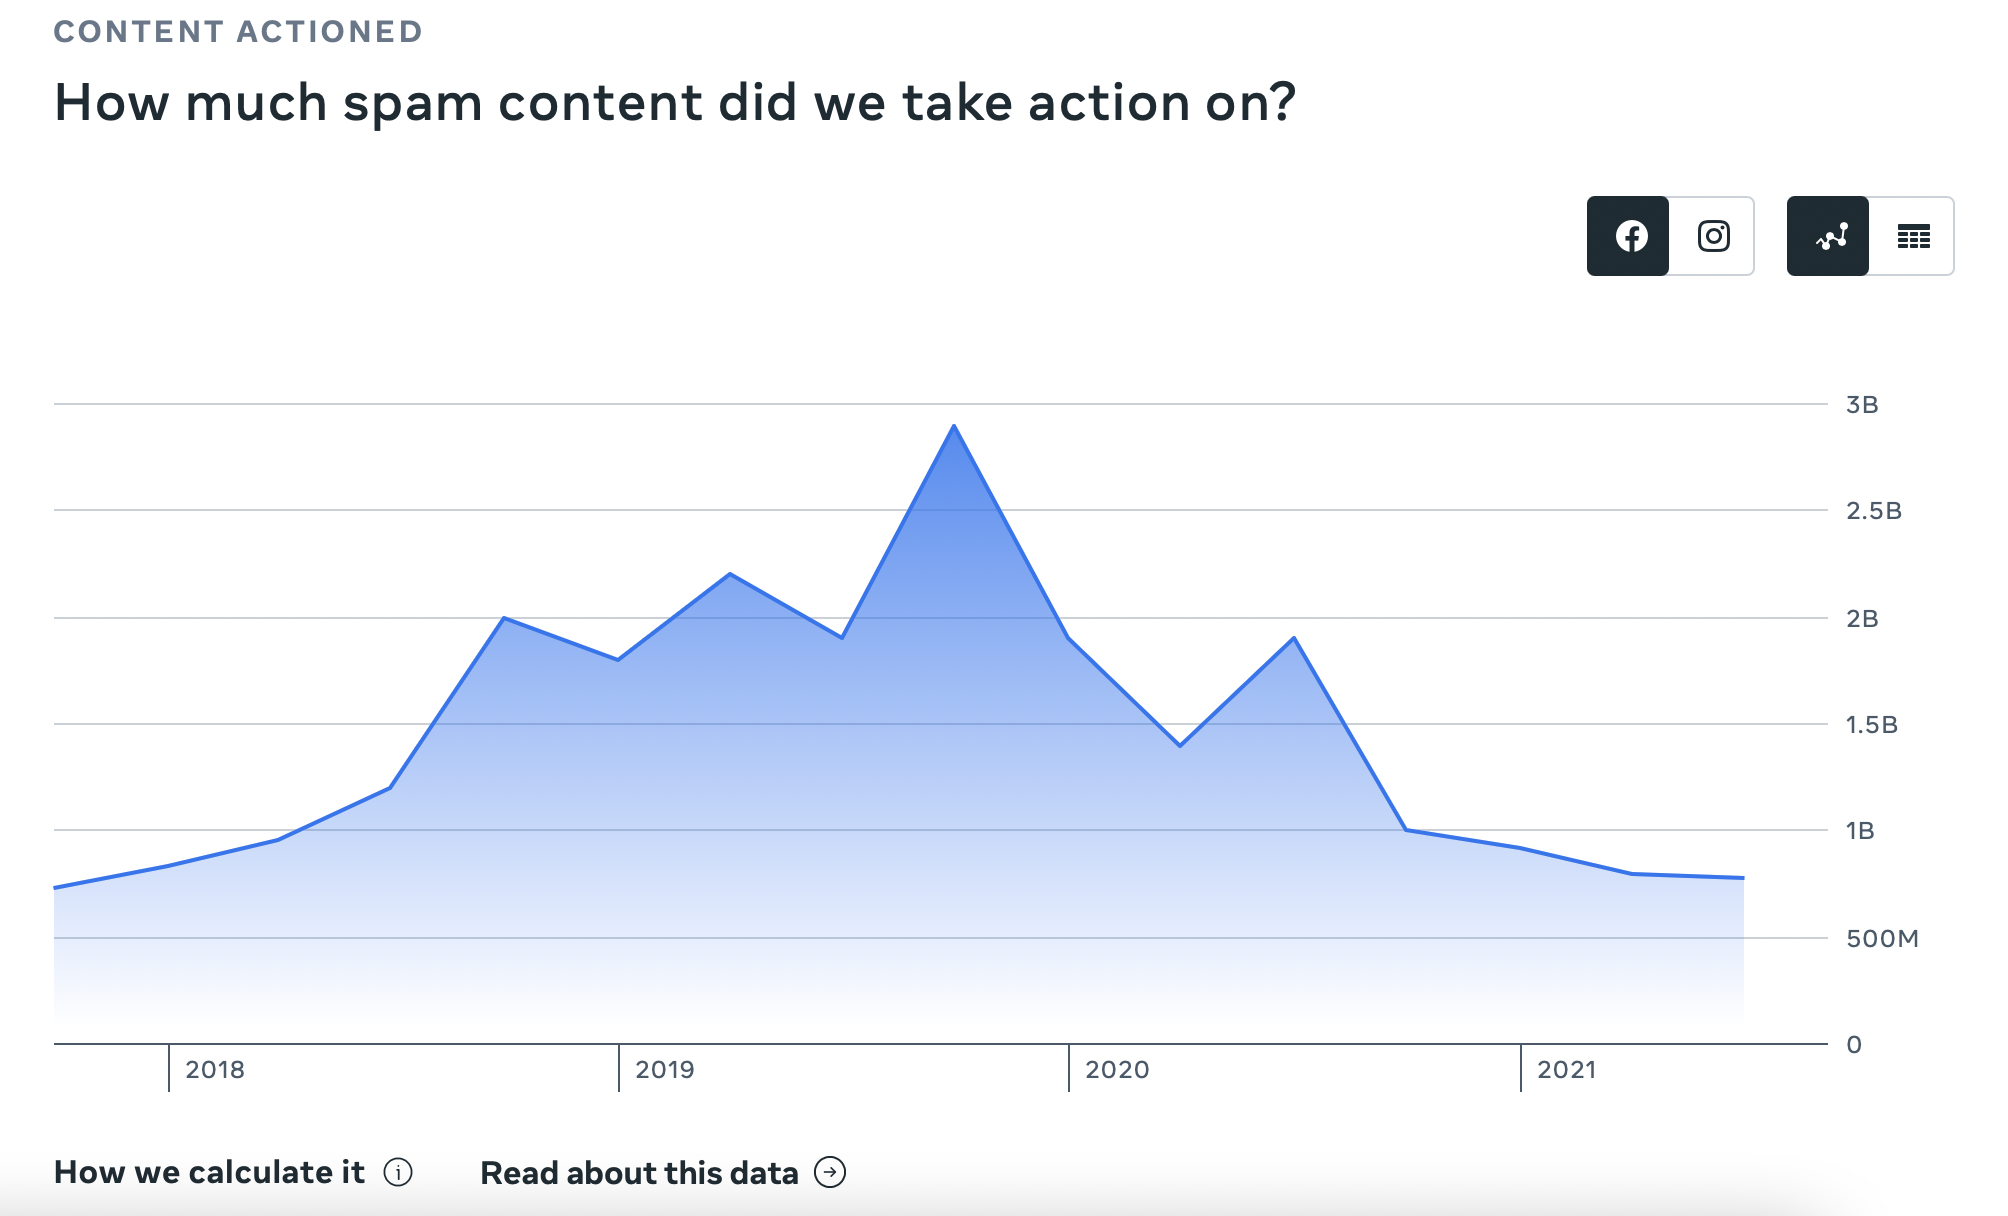 CONTENT ACTIONED
How much spam content did we take action on?
3B
2.5B
2B
1.5B
1B
500M
0
2018 2019 2020 2021
How we calculate it Read about this data